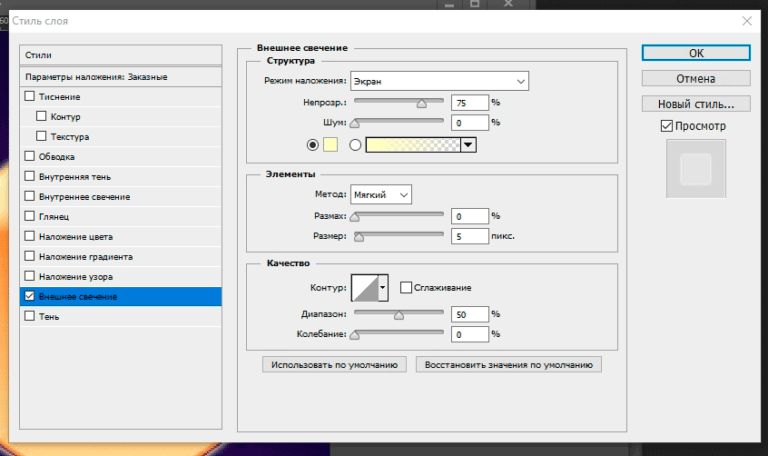 60
Стиль слоя
Стили
Параметры наложения: Заказные
Тиснение
Контур
Текстура
Обводка
Внутренняя тень
Внутреннее свечение
Глянец
Наложение цвета
Наложение градиента
Наложение узора
Внешнее свечение
Тень
Внешнее свечение
Структура
Режим наложения: Экран
Непрозр.: 75 %
Шум: 0 %
Элементы
Метод: Мягкий
Размах: 0 %
Размер: 5 пикс.
Качество
Контур: Сглаживание
Диапазон: 50 %
Колебание: 0 %
Использовать по умолчанию Восстановить значения по умолчанию
ОК
Отмена
Новый стиль...
Просмотр